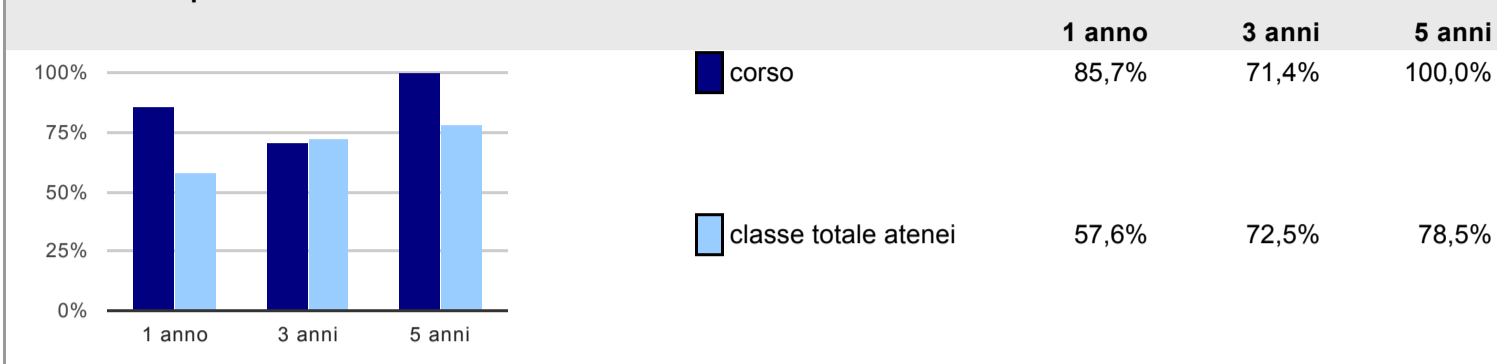 1 anno 3 anni 5 anni
100%
75%
50%
25%
0%
1 anno 3 anni 5 anni
corso 85,7% 71,4% 100,0%
classe totale atenei 57,6% 72,5% 78,5%